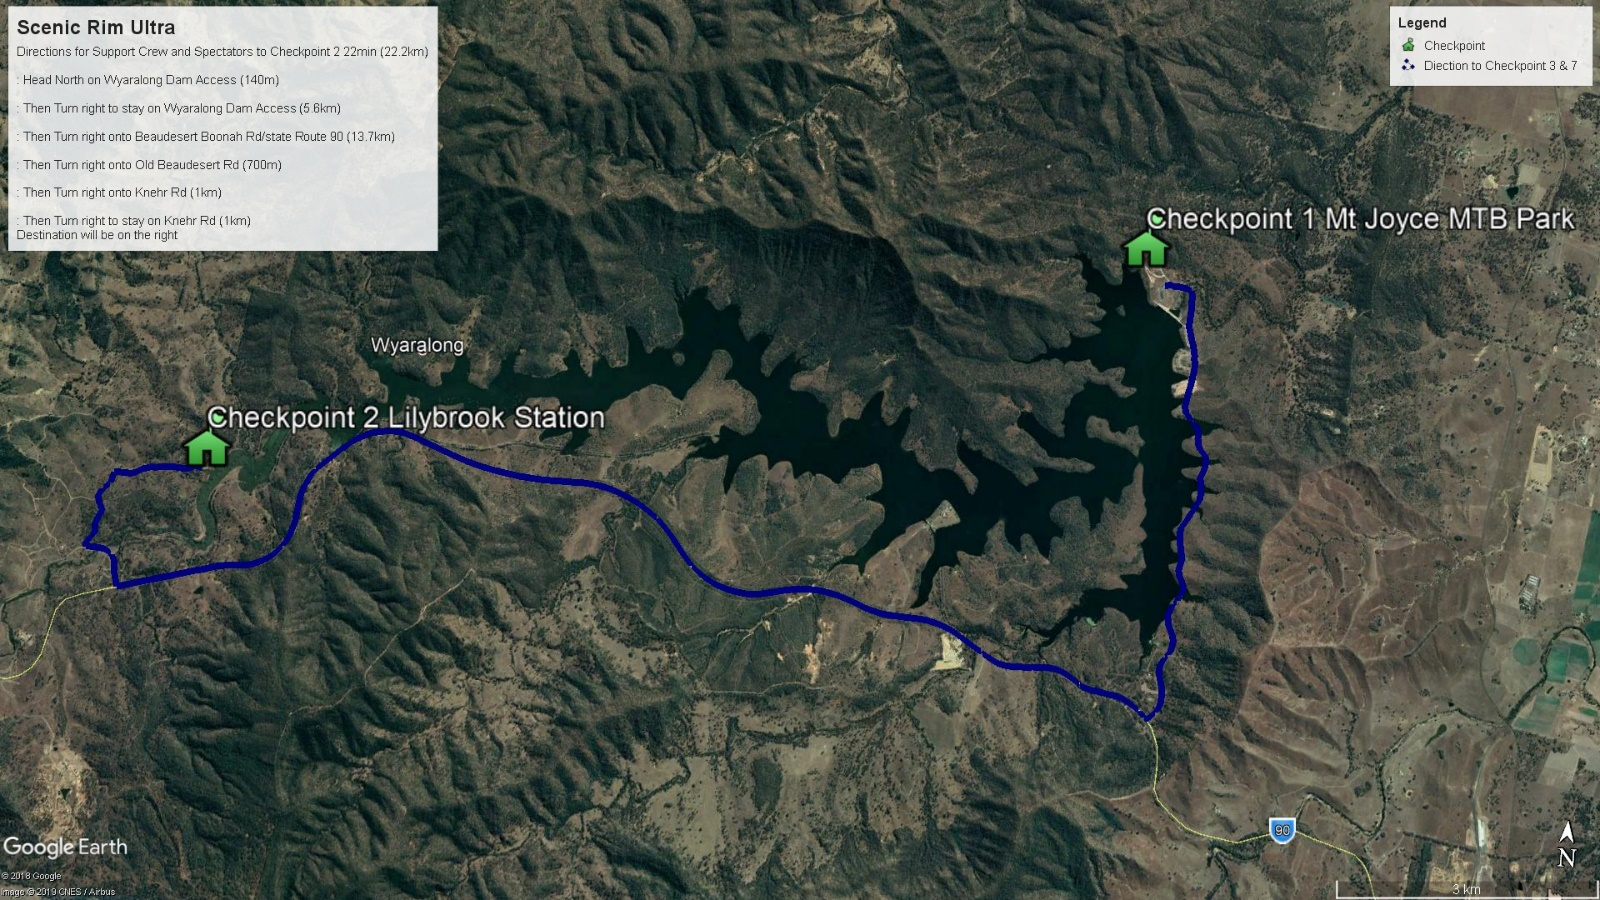 Scenic Rim Ultra
Directions for Support Crew and Spectators to Checkpoint 2 22min (22.2km)
: Head North on Wyaralong Dam Access (140m)
: Then Turn right to stay on Wyaralong Dam Access (5.6km)
: Then Turn right onto Beaudesert Boonah Rd/state Route 90 (13.7km)
: Then Turn right onto Old Beaudesert Rd (700m)
: Then Turn right onto Knehr Rd (1km)
: Then Turn right to stay on Knehr Rd (1km)
Destination will be on the right
Legend
Checkpoint
Diection to Checkpoint 3 & 7
Checkpoint 1 Mt Joyce MTB Park
Wyaralong
Checkpoint 2 Lilybrook Station
90
Google Earth
© 2018 Google
Image © 2019 CNES / Airbus
N
3 km